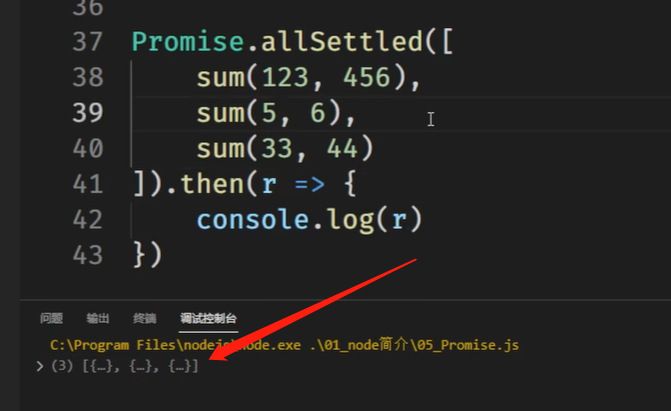 36
37 Promise.allSettled([
38     sum(123, 456),
39     sum(5, 6),
40     sum(33, 44)
41 ]).then(r => {
42     console.log(r)
43 })
问题 输出 终端 调试控制台
C:\Program Files\nodejs\node.exe .\01_node简介\05_Promise.js
> (3) [{…}, {…}, {…}]